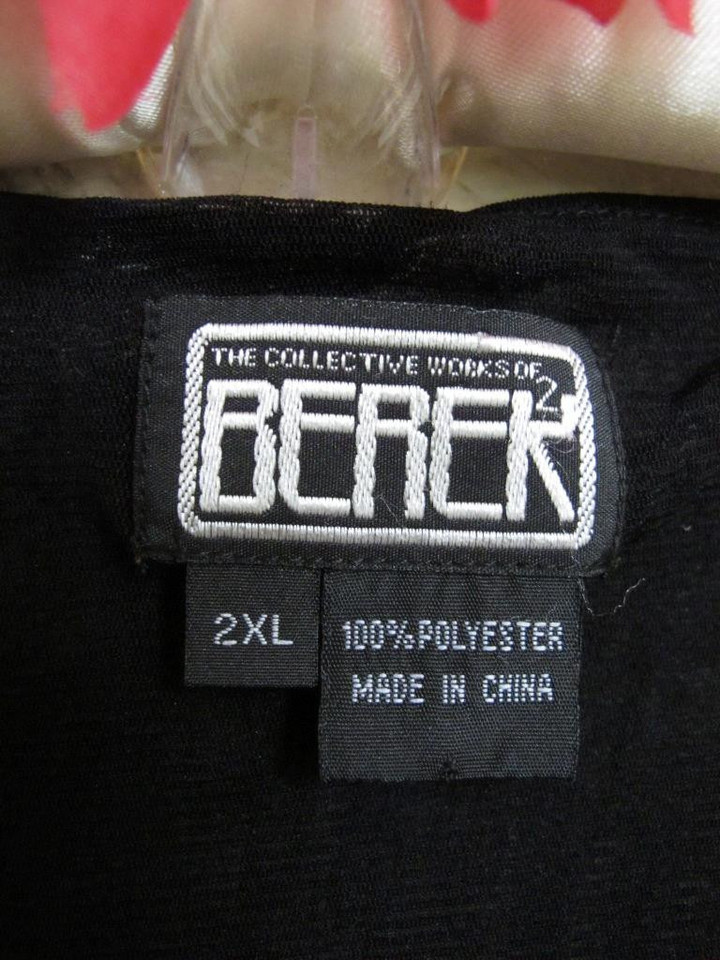 THE COLLECTIVE WORKS OF
BEREK 2
2XL
100% POLYESTER
MADE IN CHINA